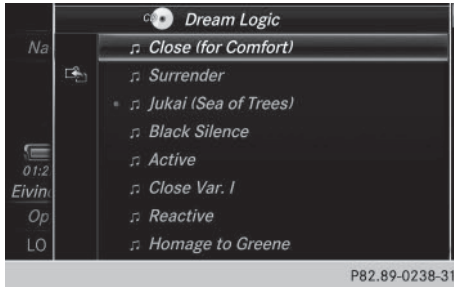 CD Dream Logic
Na
Close (for Comfort)
Surrender
Jukai (Sea of Trees)
Black Silence
Active
01:2
Close Var. I
Eivin
Reactive
Op
Homage to Greene
LO
P82.89-0238-31